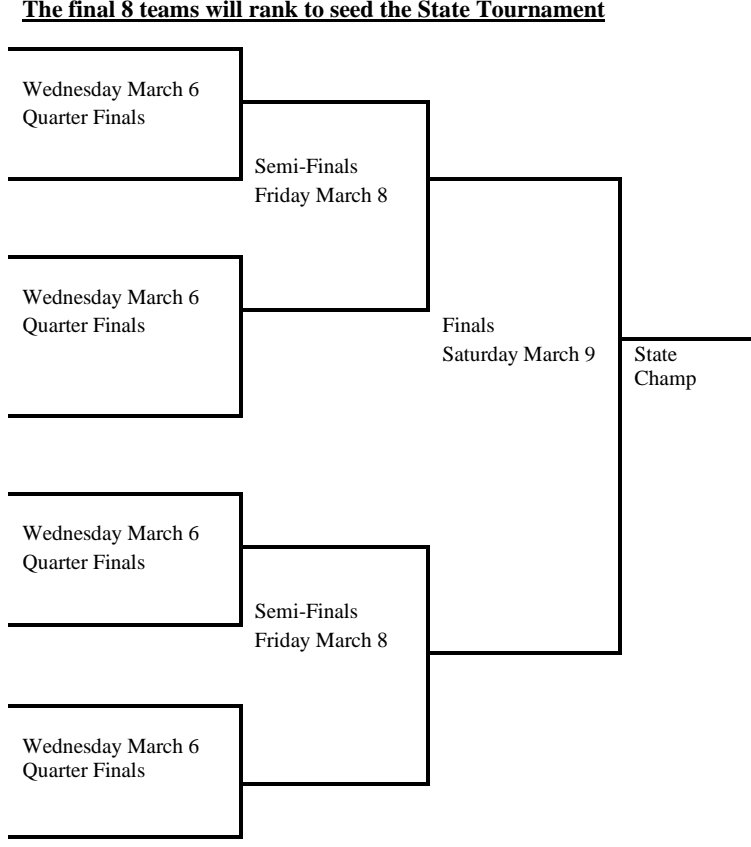 The final 8 teams will rank to seed the State Tournament
Wednesday March 6
Quarter Finals
Semi-Finals
Friday March 8
Wednesday March 6
Quarter Finals
Finals
Saturday March 9
State
Champ
Wednesday March 6
Quarter Finals
Semi-Finals
Friday March 8
Wednesday March 6
Quarter Finals